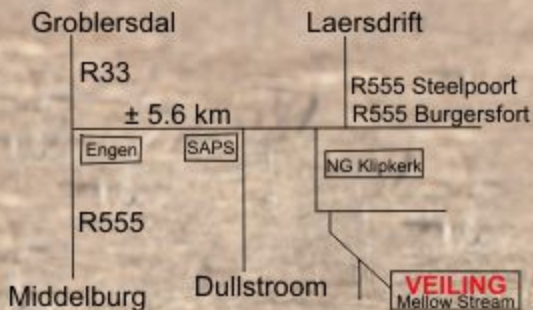 Groblersdal
Laersdrift
R33
R555 Steelpoort
± 5.6 km
R555 Burgersfort
Engen
SAPS
NG Klipkerk
R555
Dullstroom
Middelburg
VEILING
Mellow Stream